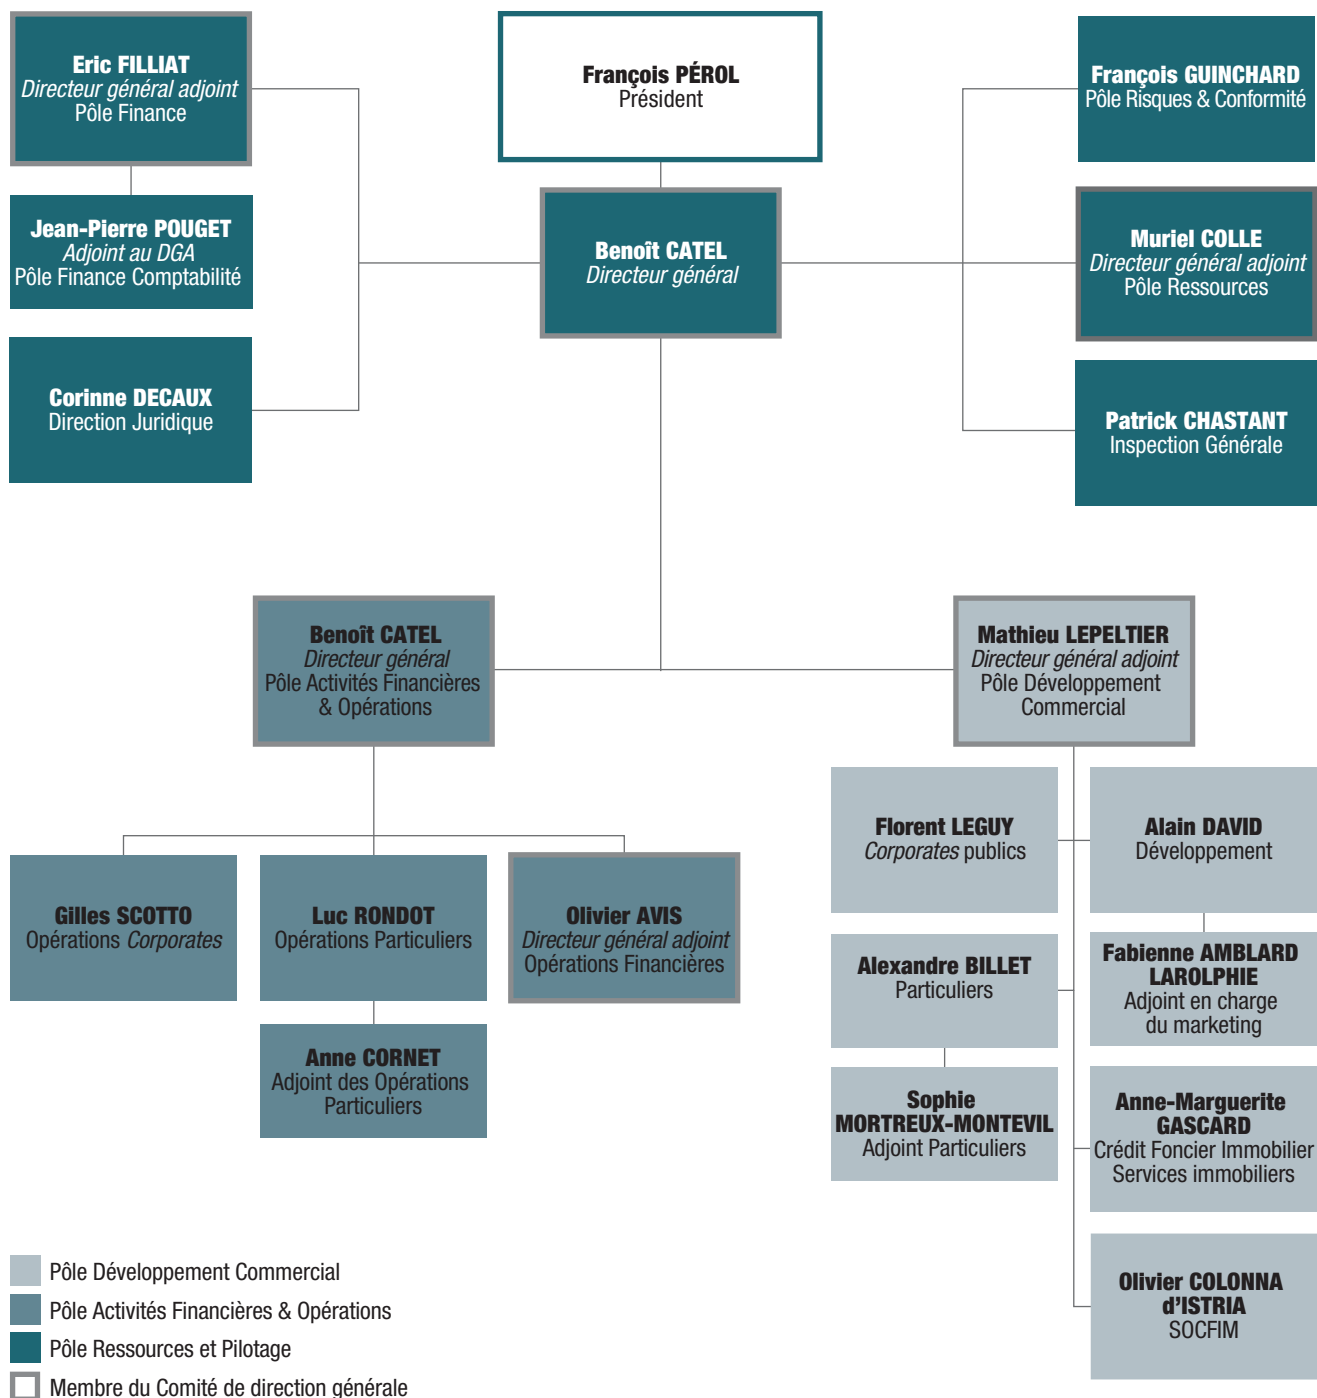 Eric FILLIAT
Directeur général adjoint
Pôle Finance
François PÉROL
Président
François GUINCHARD
Pôle Risques & Conformité
Jean-Pierre POUGET
Adjoint au DGA
Pôle Finance Comptabilité
Benoît CATEL
Directeur général
Muriel COLLE
Directeur général adjoint
Pôle Ressources
Corinne DECAUX
Direction Juridique
Patrick CHASTANT
Inspection Générale
Benoît CATEL
Directeur général
Pôle Activités Financières
& Opérations
Mathieu LEPELTIER
Directeur général adjoint
Pôle Développement
Commercial
Gilles SCOTTO
Opérations Corporates
Luc RONDOT
Opérations Particuliers
Olivier AVIS
Directeur général adjoint
Opérations Financières
Anne CORNET
Adjoint des Opérations
Particuliers
Florent LEGUY
Corporates publics
Alain DAVID
Développement
Alexandre BILLET
Particuliers
Fabienne AMBLARD
LAROLPHIE
Adjoint en charge
du marketing
Sophie
MORTREUX-MONTEVIL
Adjoint Particuliers
Anne-Marguerite
GASCARD
Crédit Foncier Immobilier
Services immobiliers
Olivier COLONNA
d'ISTRIA
SOCFIM
Pôle Développement Commercial
Pôle Activités Financières & Opérations
Pôle Ressources et Pilotage
Membre du Comité de direction générale